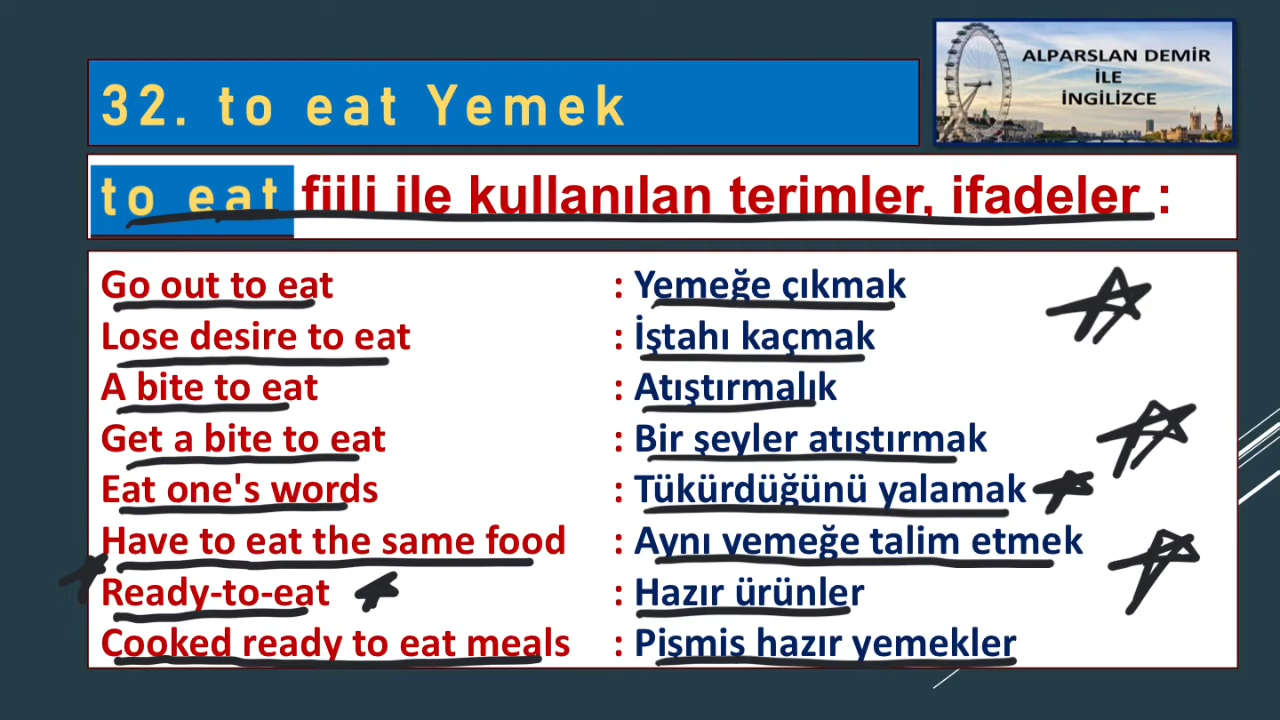 32. to eat Yemek
ALPARSLAN DEMİR
İLE
İNGİLİZCE
to eat fiili ile kullanılan terimler, ifadeler :
Go out to eat : Yemeğe çıkmak
Lose desire to eat : İştahı kaçmak
A bite to eat : Atıştırmalık
Get a bite to eat : Bir şeyler atıştırmak
Eat one's words : Tükürdüğünü yalamak
Have to eat the same food : Aynı yemeğe talim etmek
Ready-to-eat : Hazır ürünler
Cooked ready to eat meals : Pişmiş hazır yemekler